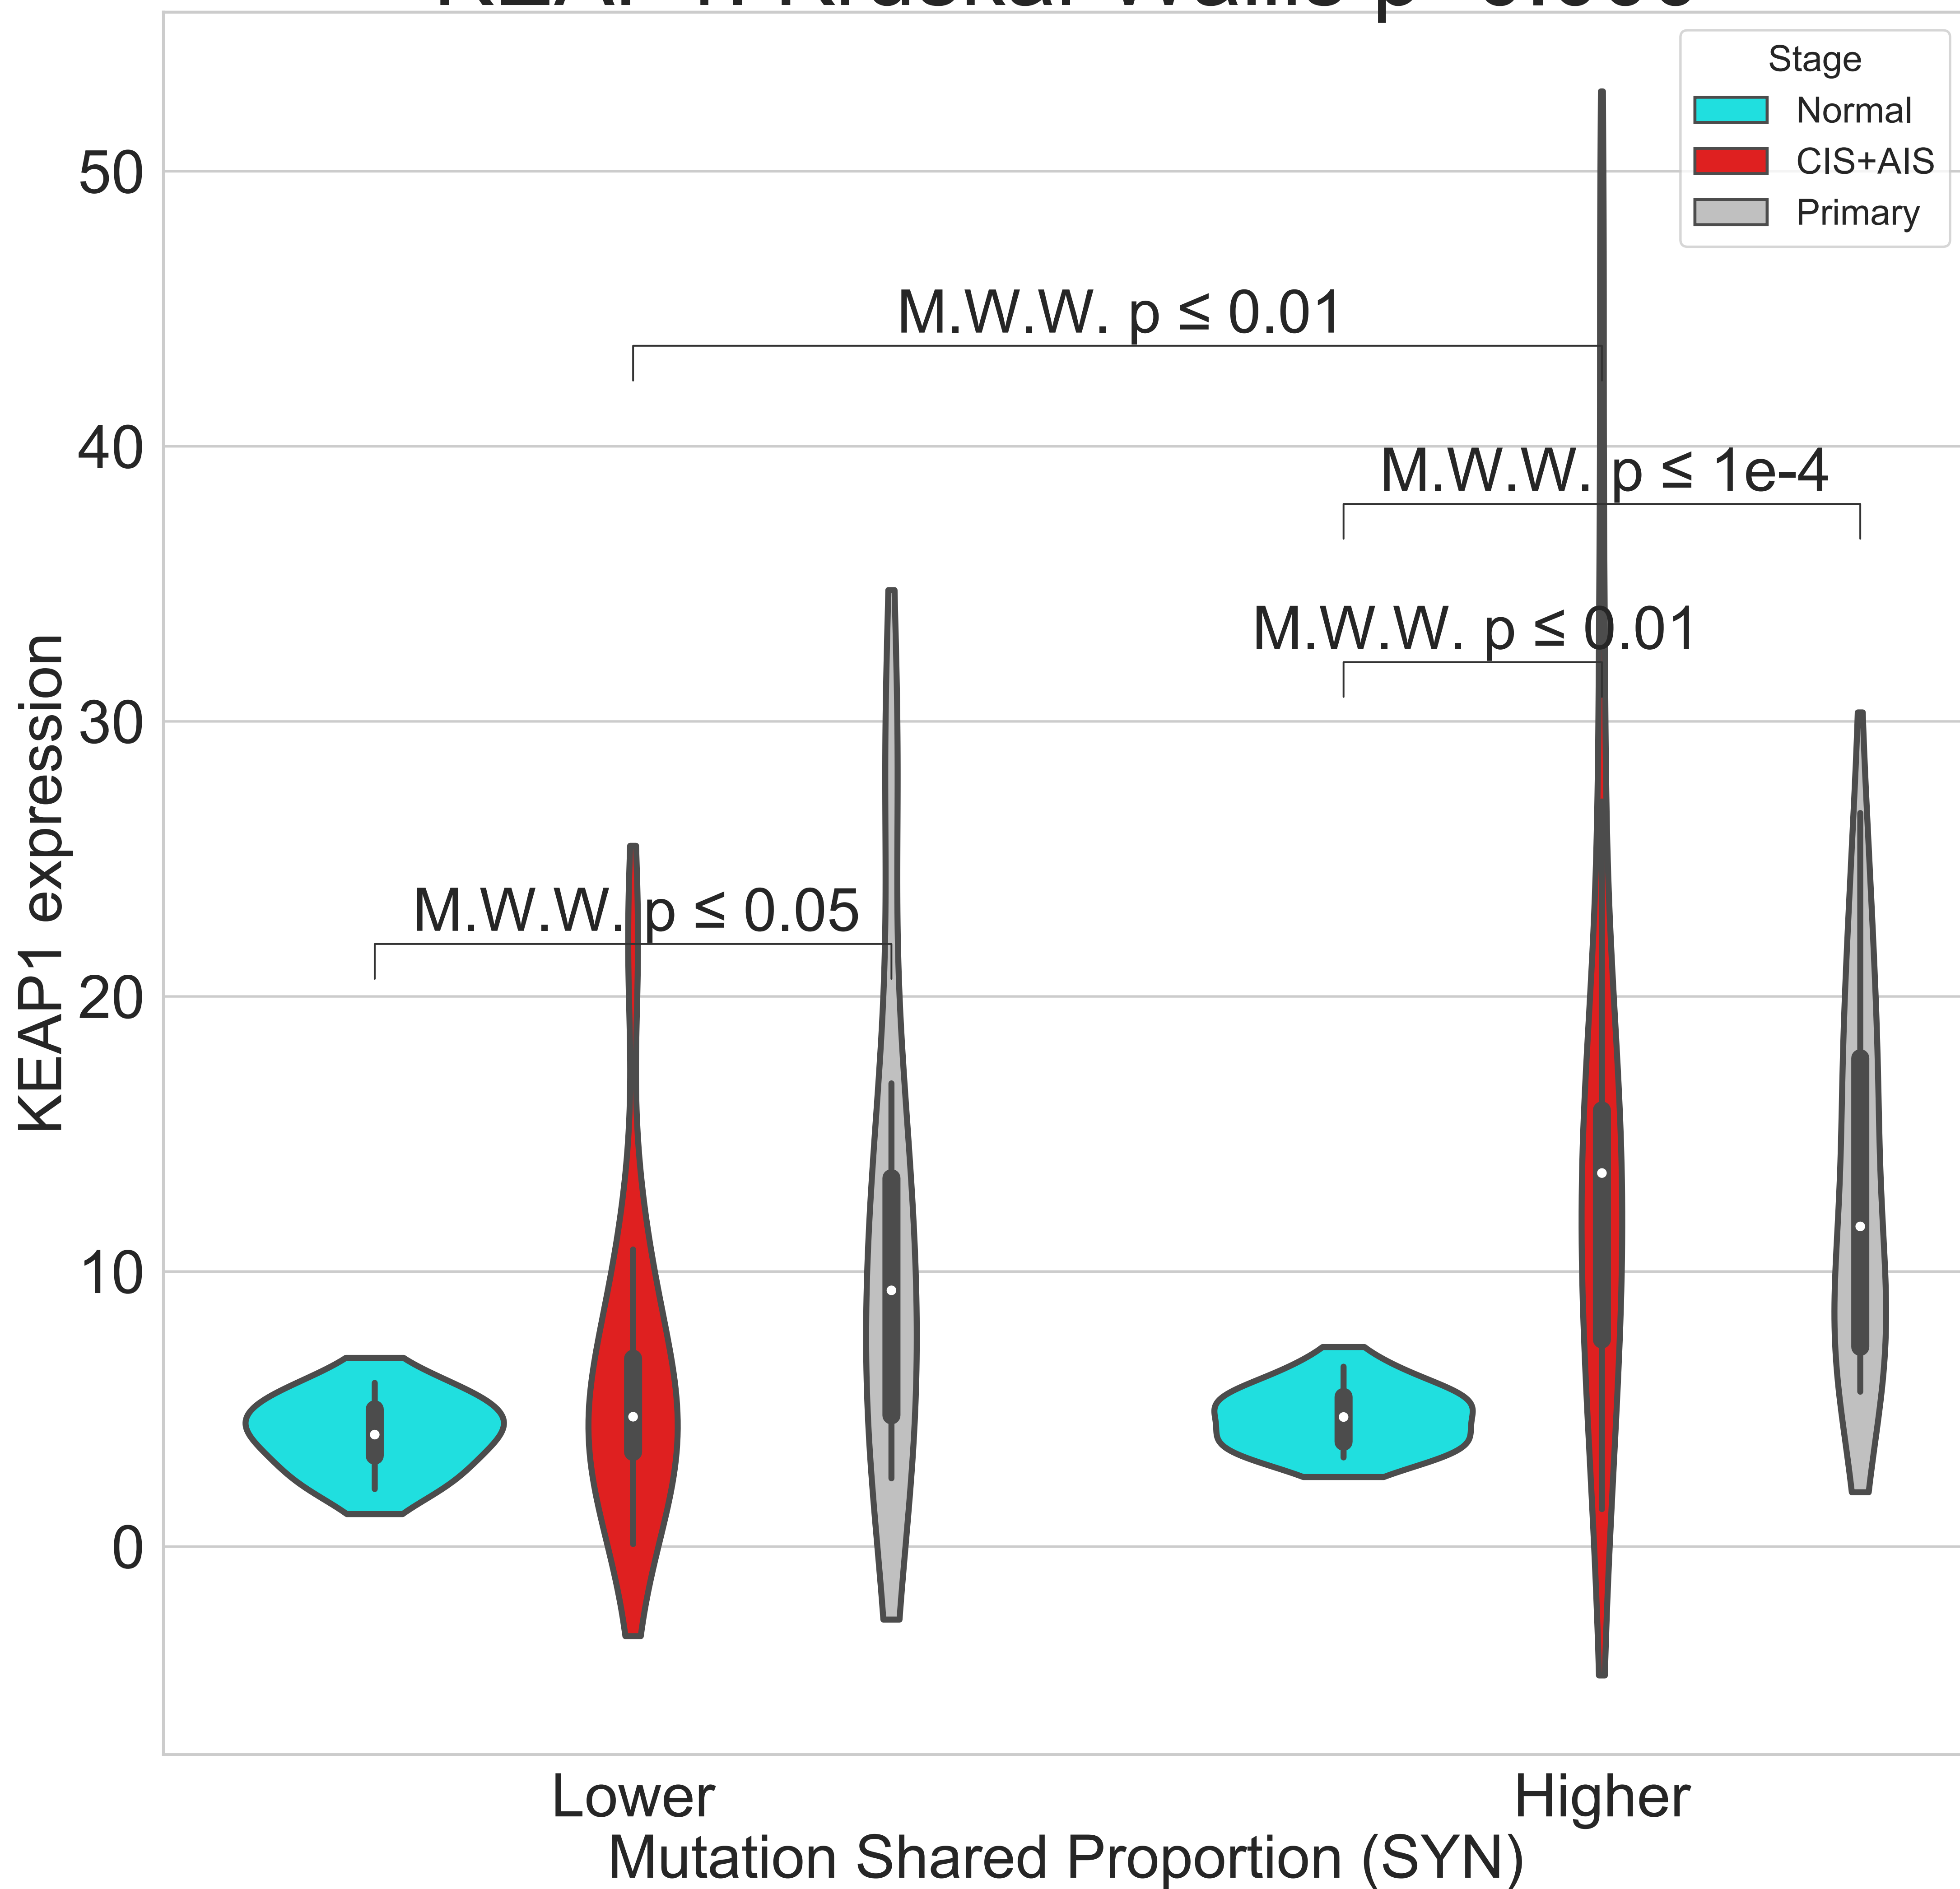 Stage
Normal
CIS+AIS
Primary
50
40
30
20
10
0
KEAP1 expression
M.W.W. p ≤ 0.01
M.W.W. p ≤ 1e-4
M.W.W. p ≤ 0.01
M.W.W. p ≤ 0.05
Lower
Higher
Mutation Shared Proportion (SYN)